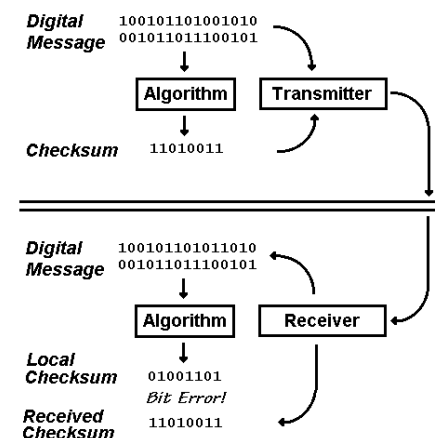 Digital 100101101001010
Message 001011011100101
Algorithm Transmitter
Checksum 11010011
Digital 100101101011010
Message 001011011100101
Algorithm Receiver
Local
Checksum 01001101
Bit Error!
Received 11010011
Checksum